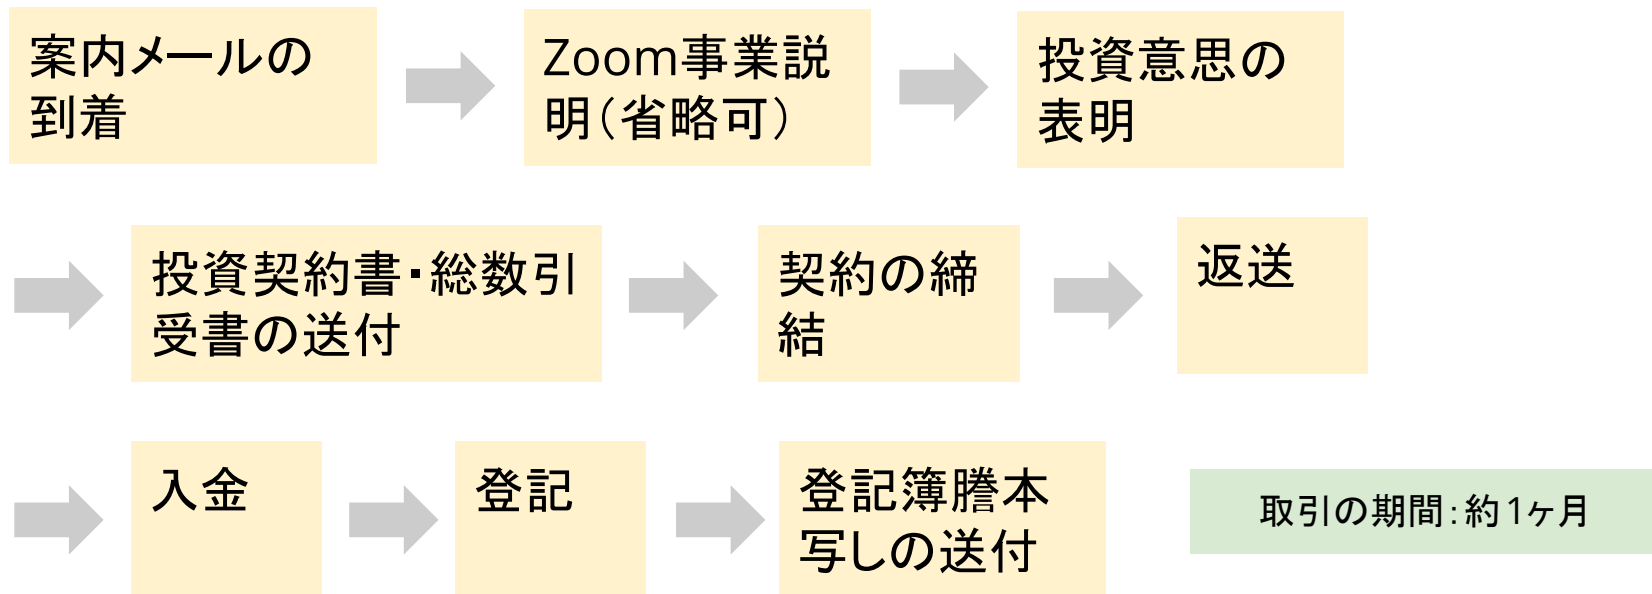 案内メールの
到着
Zoom事業説
明(省略可)
投資意思の
表明
投資契約書・総数引
受書の送付
契約の締
結
返送
入金
登記
登記簿謄本
写しの送付
取引の期間:約1ヶ月